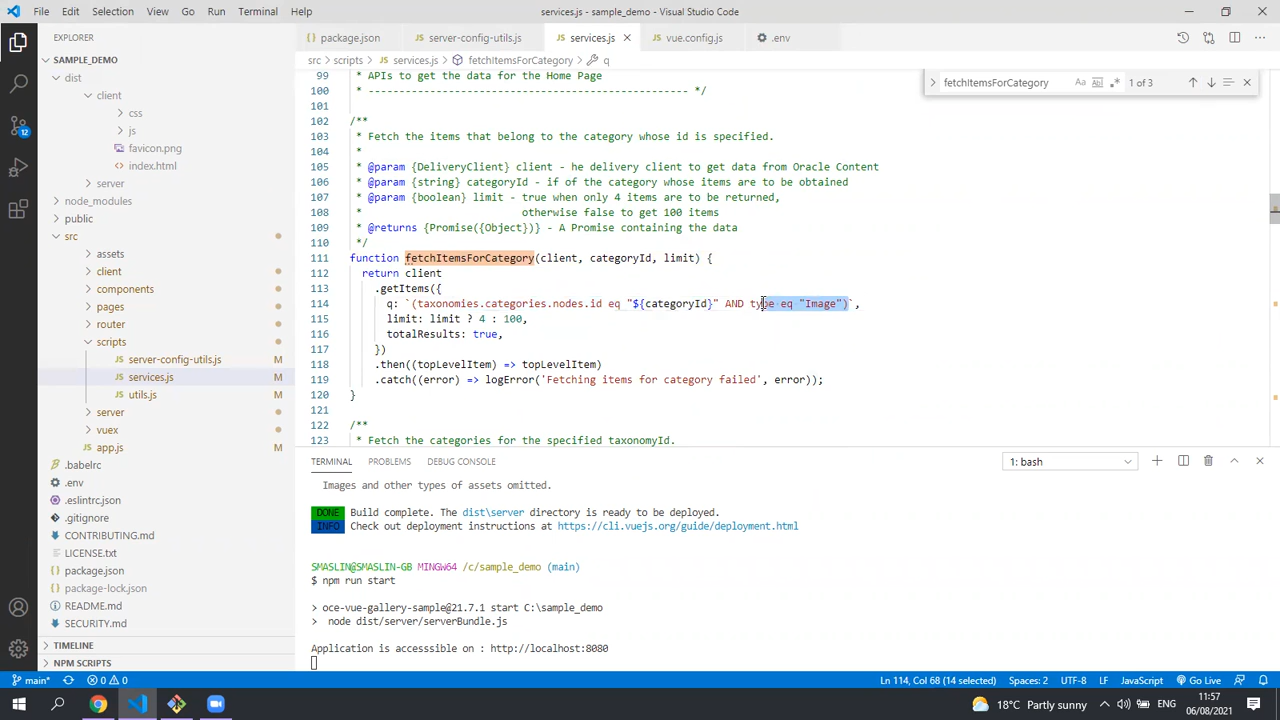 File Edit Selection View Go Run Terminal Help
services.js - sample_demo - Visual Studio Code
EXPLORER
SAMPLE_DEMO
dist
client
css
js
favicon.png
index.html
server
node_modules
public
src
assets
client
components
pages
router
scripts
server-config-utils.js M
services.js M
utils.js M
server
vuex
app.js M
.babelrc
.env
.eslintrc.json
.gitignore
CONTRIBUTING.md
LICENSE.txt
package.json
package-lock.json
README.md
SECURITY.md
TIMELINE
NPM SCRIPTS
12
package.json server-config-utils.js services.js vue.config.js .env
src scripts services.js fetchItemsForCategory q
fetchItemsForCategory Aa Abl .* 1 of 3
99 * APIs to get the data for the Home Page
100 * -------------------------------------------------- */
101
102 /**
103 * Fetch the items that belong to the category whose id is specified.
104 *
105 * @param {DeliveryClient} client - he delivery client to get data from Oracle Content
106 * @param {string} categoryId - if of the category whose items are to be obtained
107 * @param {boolean} limit - true when only 4 items are to be returned,
108 * otherwise false to get 100 items
109 * @returns {Promise({Object})} - A Promise containing the data
110 */
111 function fetchItemsForCategory(client, categoryId, limit) {
112 return client
113 .getItems({
114 q: `(taxonomies.categories.nodes.id eq "${categoryId}" AND type eq "Image")`,
115 limit: limit ? 4 : 100,
116 totalResults: true,
117 })
118 .then((topLevelItem) => topLevelItem)
119 .catch((error) => logError('Fetching items for category failed', error));
120 }
121
122 /**
123 * Fetch the categories for the specified taxonomyId.
TERMINAL PROBLEMS DEBUG CONSOLE
1: bash
Images and other types of assets omitted.
DONE Build complete. The dist\server directory is ready to be deployed.
INFO Check out deployment instructions at https://cli.vuejs.org/guide/deployment.html
SMASLIN@SMASLIN-GB MINGW64 /c/sample_demo (main)
$ npm run start
> oce-vue-gallery-sample@21.7.1 start C:\sample_demo
> node dist/server/serverBundle.js
Application is accesssible on : http://localhost:8080
main* 0 0
Ln 114, Col 68 (14 selected) Spaces: 2 UTF-8 LF JavaScript Go Live
18°C Partly sunny ENG
11:57
06/08/2021